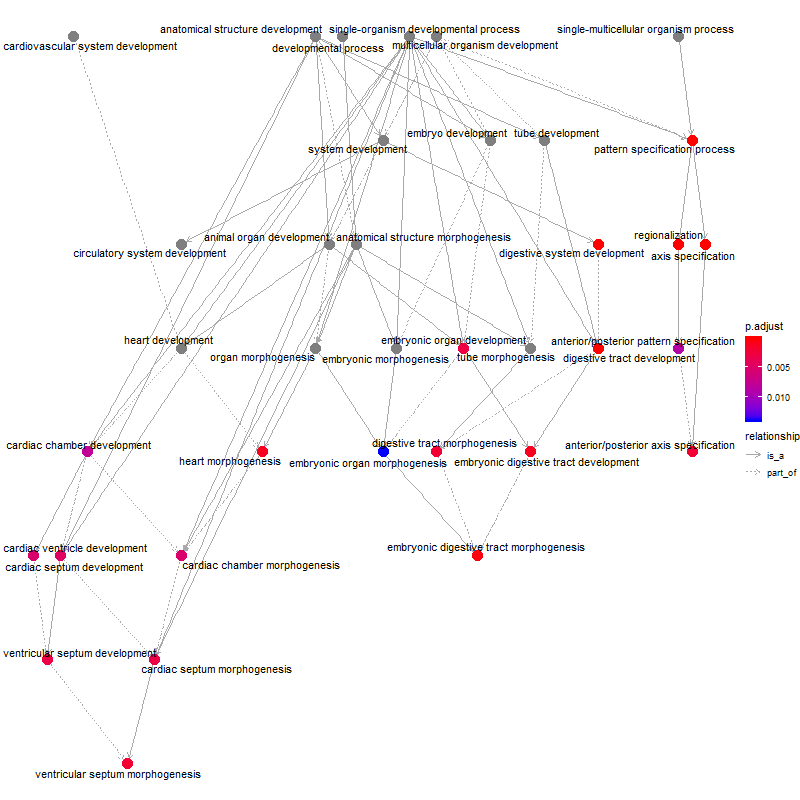 anatomical structure development
single-organism developmental process
single-multicellular organism process
cardiovascular system development
developmental process
multicellular organism development
embryo development
tube development
system development
pattern specification process
animal organ development
anatomical structure morphogenesis
regionalization
circulatory system development
digestive system development
axis specification
heart development
embryonic organ development
anterior/posterior pattern specification
organ morphogenesis
embryonic morphogenesis
tube morphogenesis
digestive tract development
cardiac chamber development
digestive tract morphogenesis
anterior/posterior axis specification
heart morphogenesis
embryonic organ morphogenesis
embryonic digestive tract development
cardiac ventricle development
embryonic digestive tract morphogenesis
cardiac septum development
cardiac chamber morphogenesis
ventricular septum development
cardiac septum morphogenesis
ventricular septum morphogenesis
p.adjust
0.005
0.010
relationship
is_a
part_of